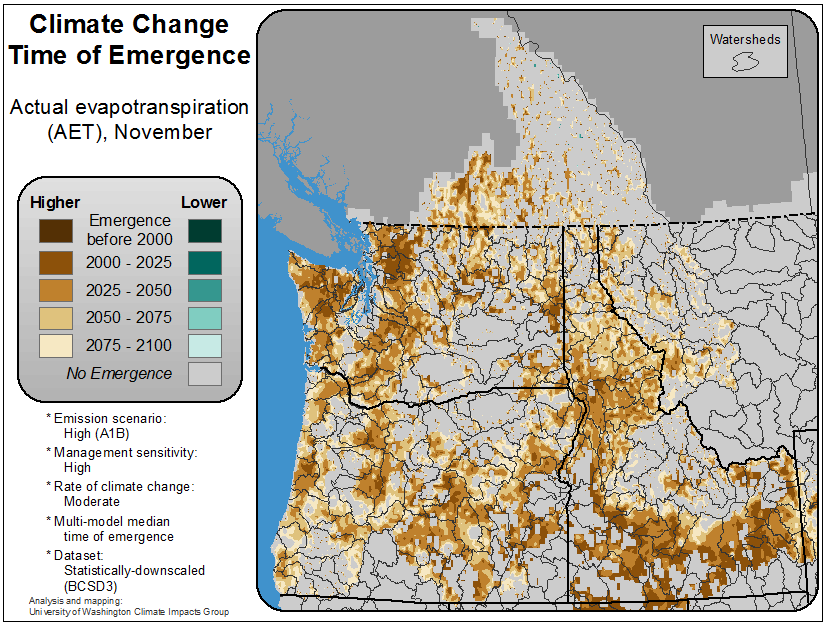 Climate Change
Time of Emergence
Actual evapotranspiration
(AET), November
Higher
Lower
Emergence
before 2000
2000 - 2025
2025 - 2050
2050 - 2075
2075 - 2100
No Emergence
* Emission scenario:
High (A1B)
* Management sensitivity:
High
* Rate of climate change:
Moderate
* Multi-model median
time of emergence
* Dataset:
Statistically-downscaled
(BCSD3)
Analysis and mapping:
University of Washington Climate Impacts Group
Watersheds